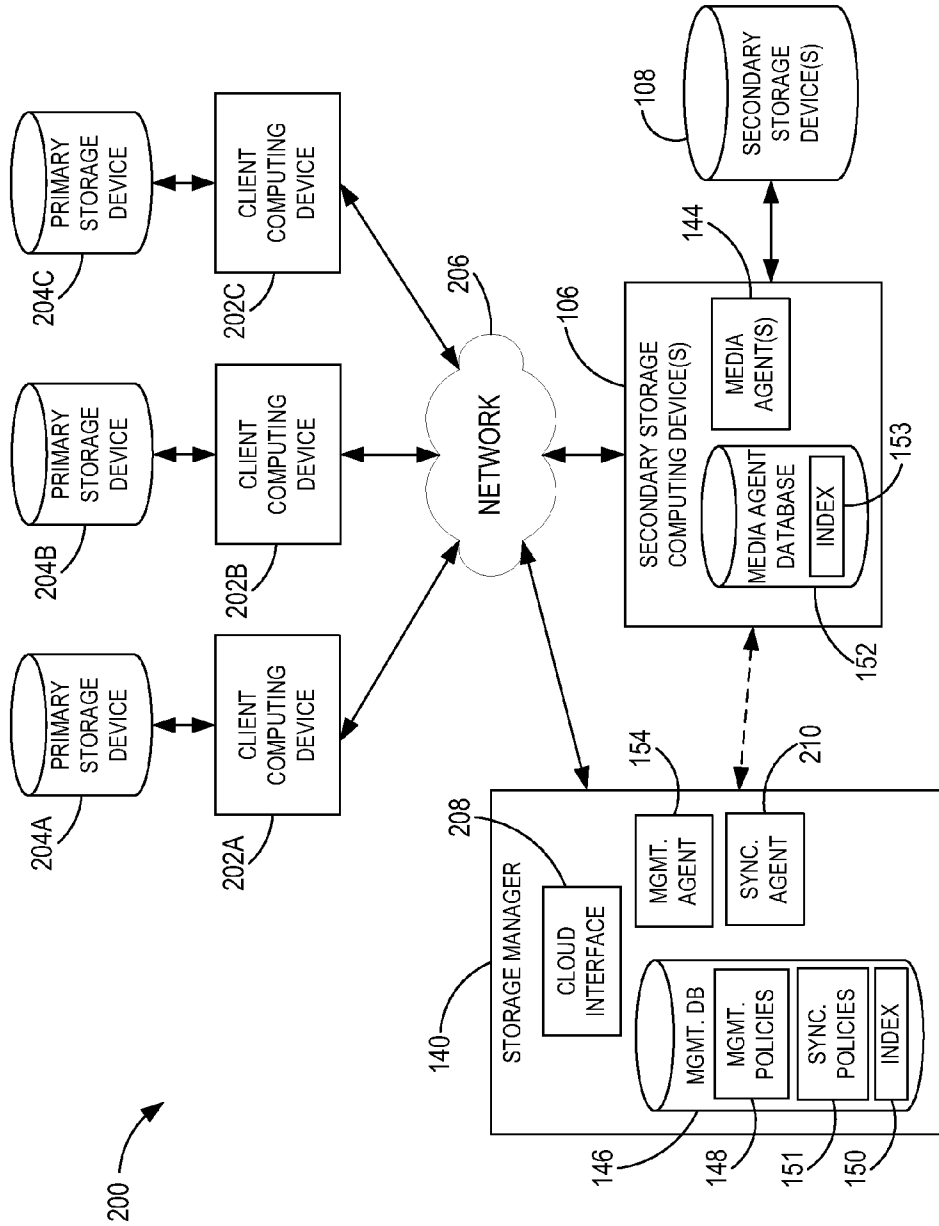 200
PRIMARY
STORAGE
DEVICE
204A
PRIMARY
STORAGE
DEVICE
204B
PRIMARY
STORAGE
DEVICE
204C
CLIENT
COMPUTING
DEVICE
202A
CLIENT
COMPUTING
DEVICE
202B
CLIENT
COMPUTING
DEVICE
202C
NETWORK
206
140
STORAGE MANAGER
CLOUD
INTERFACE
208
MGMT. DB
MGMT.
POLICIES
SYNC.
POLICIES
INDEX
146
148
151
150
MGMT.
AGENT
154
SYNC.
AGENT
210
SECONDARY STORAGE
COMPUTING DEVICE(S)
106
MEDIA AGENT
DATABASE
INDEX
152
153
MEDIA
AGENT(S)
144
SECONDARY
STORAGE
DEVICE(S)
108